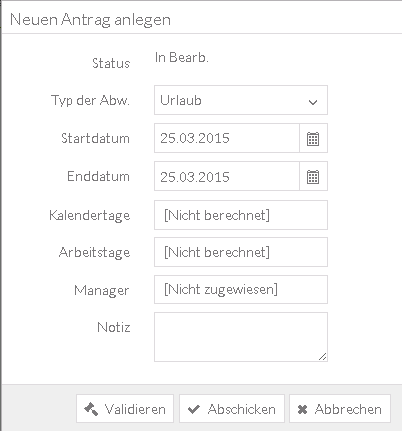 Neuen Antrag anlegen
Status In Bearb.
Typ der Abw. Urlaub
Startdatum 25.03.2015
Enddatum 25.03.2015
Kalendertage [Nicht berechnet]
Arbeitstage [Nicht berechnet]
Manager [Nicht zugewiesen]
Notiz
Validieren Abschicken Abbrechen